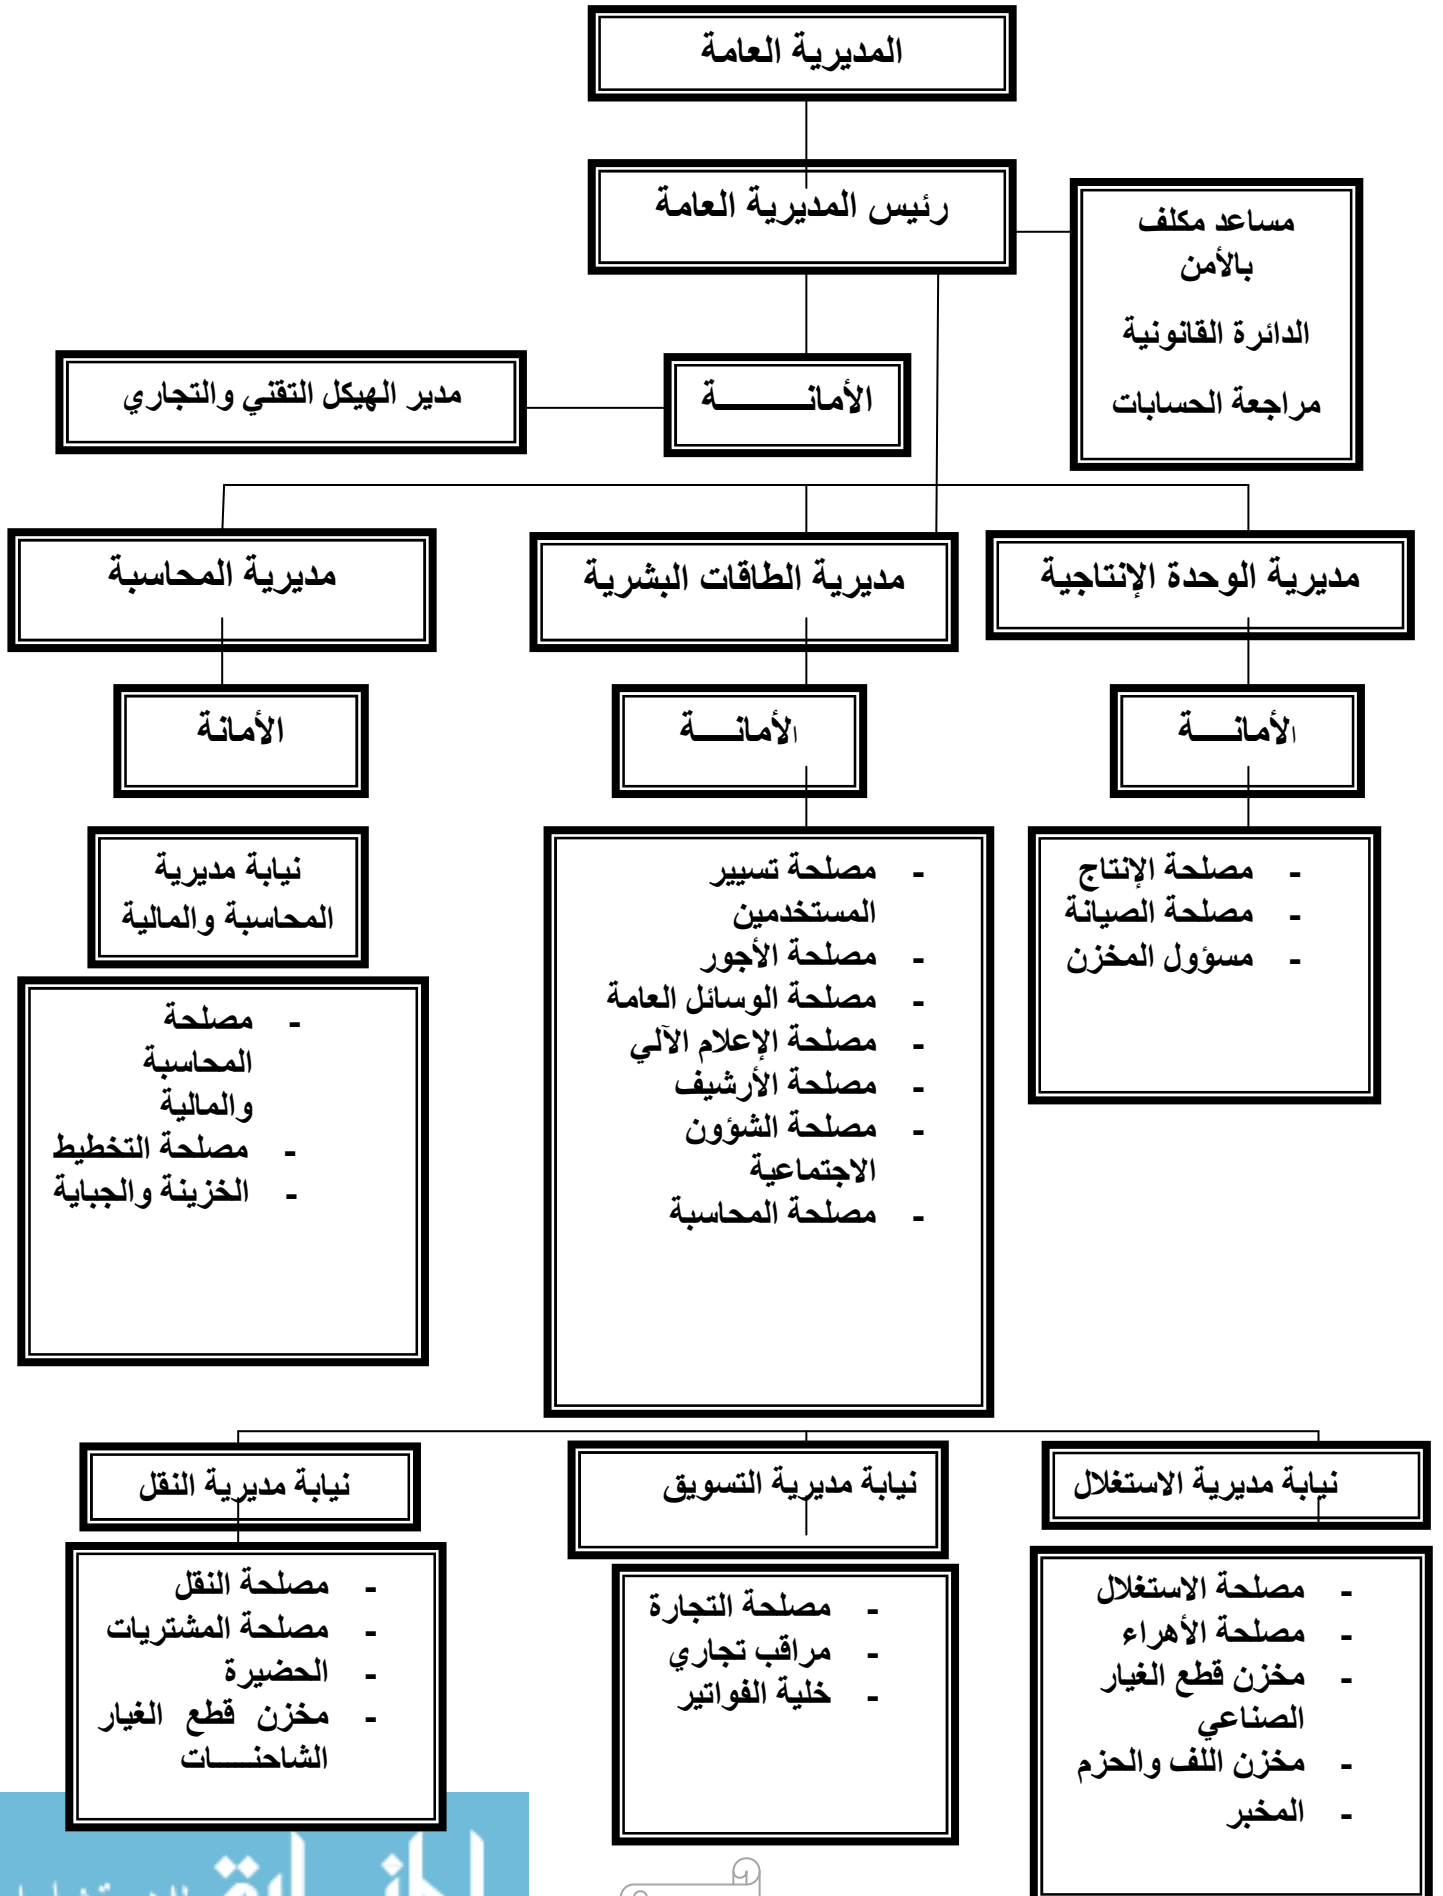 المديرية العامة
رئيس المديرية العامة
مساعد مكلف
بالأمن
الدائرة القانونية
مراجعة الحسابات
الأمانـــــــــة
مدير الهيكل التقني والتجاري
مديرية الوحدة الإنتاجية
مديرية الطاقات البشرية
مديرية المحاسبة
الأمانــــة
الأمانــــة
الأمانة
- مصلحة الإنتاج
- مصلحة الصيانة
- مسؤول المخزن
- مصلحة تسيير
المستخدمين
- مصلحة الأجور
- مصلحة الوسائل العامة
- مصلحة الإعلام الآلي
- مصلحة الأرشيف
- مصلحة الشؤون
الاجتماعية
- مصلحة المحاسبة
نيابة مديرية
المحاسبة والمالية
- مصلحة
المحاسبة
والمالية
- مصلحة التخطيط
- الخزينة والجباية
نيابة مديرية الاستغلال
نيابة مديرية التسويق
نيابة مديرية النقل
- مصلحة الاستغلال
- مصلحة الأهراء
- مخزن قطع الغيار
الصناعي
- مخزن اللف والحزم
- المخبر
- مصلحة التجارة
- مراقب تجاري
- خلية الفواتير
- مصلحة النقل
- مصلحة المشتريات
- الحضيرة
- مخزن قطع الغيار
الشاحنـــــات